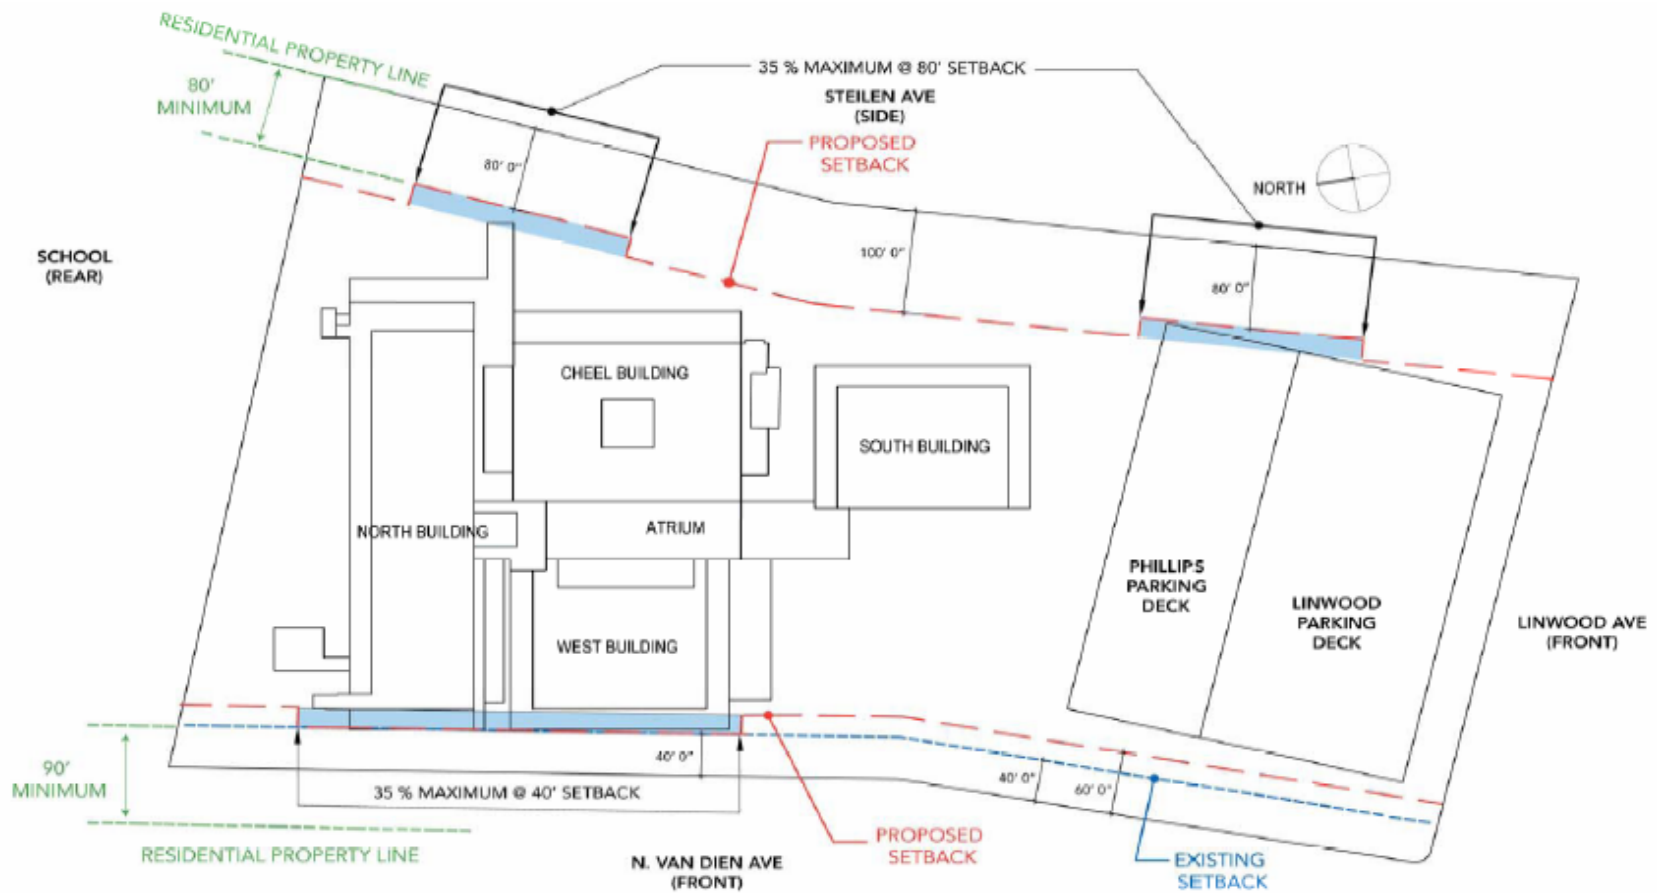 RESIDENTIAL PROPERTY LINE
80'
MINIMUM
35 % MAXIMUM @ 80' SETBACK
STEILEN AVE
(SIDE)
PROPOSED
SETBACK
80' 0"
NORTH
SCHOOL
(REAR)
100' 0"
80' 0"
CHEEL BUILDING
SOUTH BUILDING
NORTH BUILDING
ATRIUM
PHILLIPS
PARKING
DECK
LINWOOD
PARKING
DECK
LINWOOD AVE
(FRONT)
WEST BUILDING
40' 0"
90'
MINIMUM
35 % MAXIMUM @ 40' SETBACK
40' 0"
60' 0"
RESIDENTIAL PROPERTY LINE
N. VAN DIEN AVE
(FRONT)
PROPOSED
SETBACK
EXISTING
SETBACK